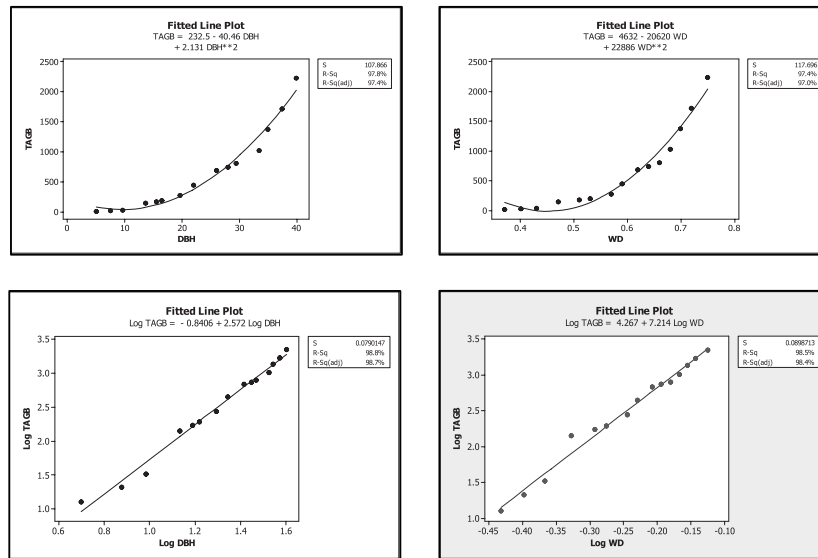 Fitted Line Plot
TAGB = 232.5 - 40.46 DBH
+ 2.131 DBH**2
S 107.866
R-Sq 97.8%
R-Sq(adj) 97.4%
2500
2000
1500
1000
500
0
TAGB
0 10 20 30 40
DBH
Fitted Line Plot
TAGB = 4632 - 20620 WD
+ 22886 WD**2
S 117.696
R-Sq 97.4%
R-Sq(adj) 97.0%
2500
2000
1500
1000
500
0
TAGB
0.4 0.5 0.6 0.7 0.8
WD
Fitted Line Plot
Log TAGB = - 0.8406 + 2.572 Log DBH
S 0.0790147
R-Sq 98.8%
R-Sq(adj) 98.7%
3.5
3.0
2.5
2.0
1.5
1.0
Log TAGB
0.6 0.8 1.0 1.2 1.4 1.6
Log DBH
Fitted Line Plot
Log TAGB = 4.267 + 7.214 Log WD
S 0.0898713
R-Sq 98.5%
R-Sq(adj) 98.4%
3.5
3.0
2.5
2.0
1.5
1.0
Log TAGB
-0.45 -0.40 -0.35 -0.30 -0.25 -0.20 -0.15 -0.10
Log WD